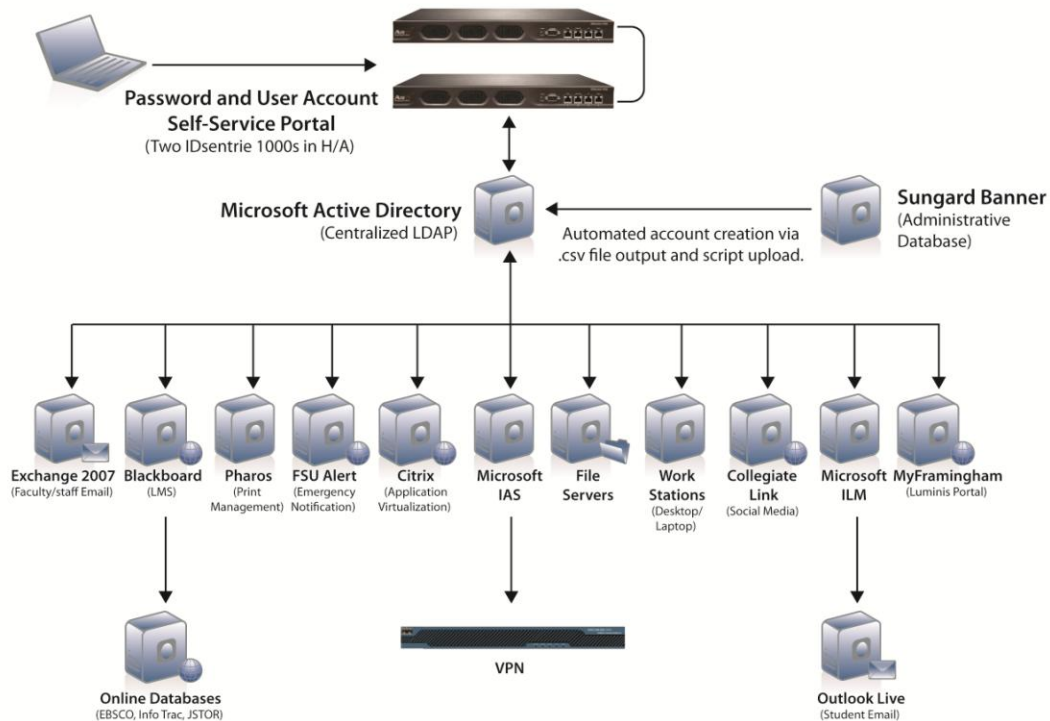 Password and User Account
Self-Service Portal
(Two IDsentrie 1000s in H/A)
Microsoft Active Directory
(Centralized LDAP)
Automated account creation via
.csv file output and script upload.
Sungard Banner
(Administrative
Database)
Exchange 2007
(Faculty/staff Email)
Blackboard
(LMS)
Pharos
(Print
Management)
FSU Alert
(Emergency
Notification)
Citrix
(Application
Virtualization)
Microsoft
IAS
File
Servers
Work
Stations
(Desktop/
Laptop)
Collegiate
Link
(Social Media)
Microsoft
ILM
MyFramingham
(Luminis Portal)
Online Databases
(EBSCO, Info Trac, JSTOR)
VPN
Outlook Live
(Student Email)